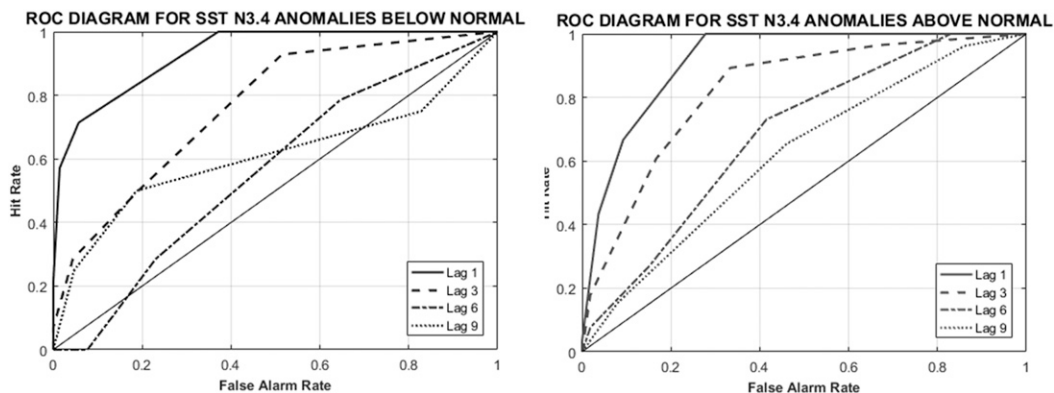 ROC DIAGRAM FOR SST N3.4 ANOMALIES BELOW NORMAL
1
0.8
0.6
0.4
0.2
0
Hit Rate
0
0.2
0.4
0.6
0.8
1
False Alarm Rate
Lag 1
Lag 3
Lag 6
Lag 9
ROC DIAGRAM FOR SST N3.4 ANOMALIES ABOVE NORMAL
1
0.8
0.6
0.4
0.2
0
Rate
0
0.2
0.4
0.6
0.8
1
False Alarm Rate
Lag 1
Lag 3
Lag 6
Lag 9